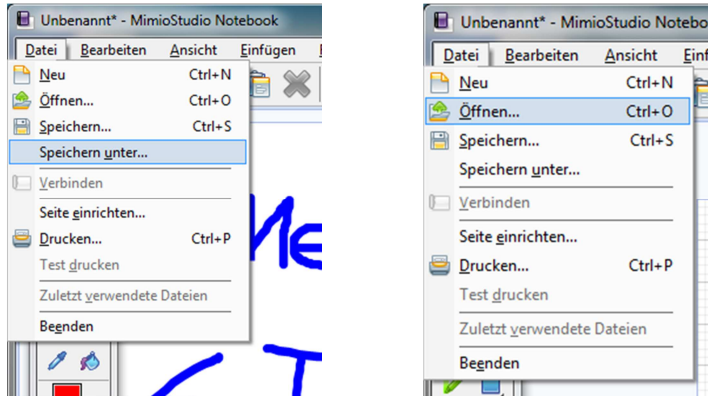 Unbenannt* - MimioStudio Notebook
Datei Bearbeiten Ansicht Einfügen
Neu Ctrl+N
Öffnen... Ctrl+O
Speichern... Ctrl+S
Speichern unter...
Verbinden
Seite einrichten...
Drucken... Ctrl+P
Test drucken
Zuletzt verwendete Dateien
Beenden
Me
Unbenannt* - MimioStudio Notebo
Datei Bearbeiten Ansicht Einf
Neu Ctrl+N
Öffnen... Ctrl+O
Speichern... Ctrl+S
Speichern unter...
Verbinden
Seite einrichten...
Drucken... Ctrl+P
Test drucken
Zuletzt verwendete Dateien
Beenden